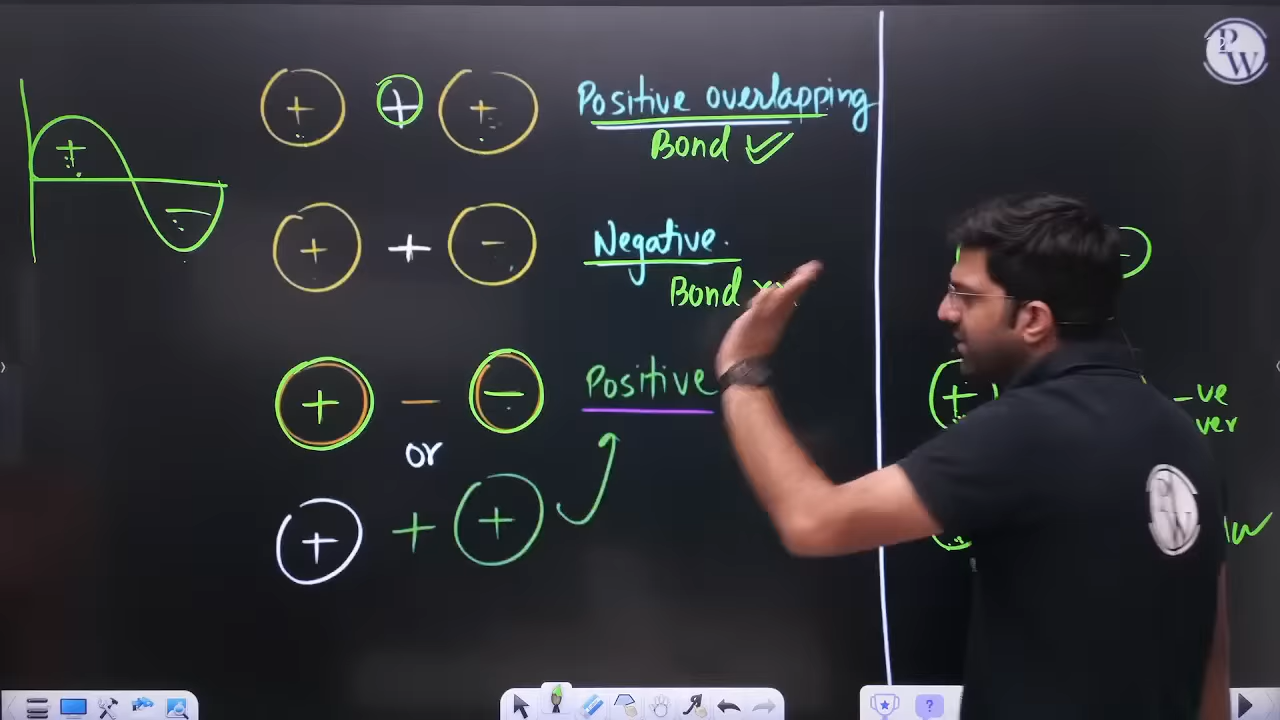 PW
+ + + Positive overlapping
Bond ✓
+
-
+ + - Negative.
Bond
-
+ - - Positive
or
+ + +
+
-ve
ver